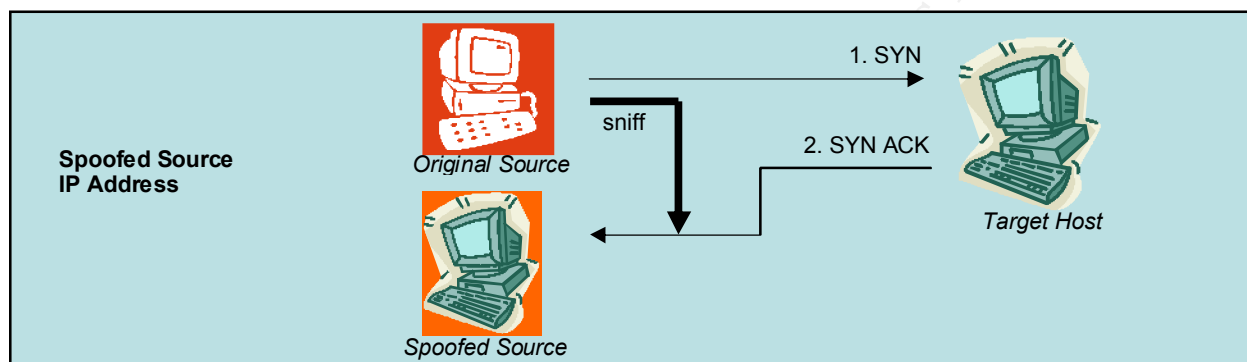 1. SYN
sniff
2. SYN ACK
Original Source
Spoofed Source
IP Address
Target Host
Spoofed Source